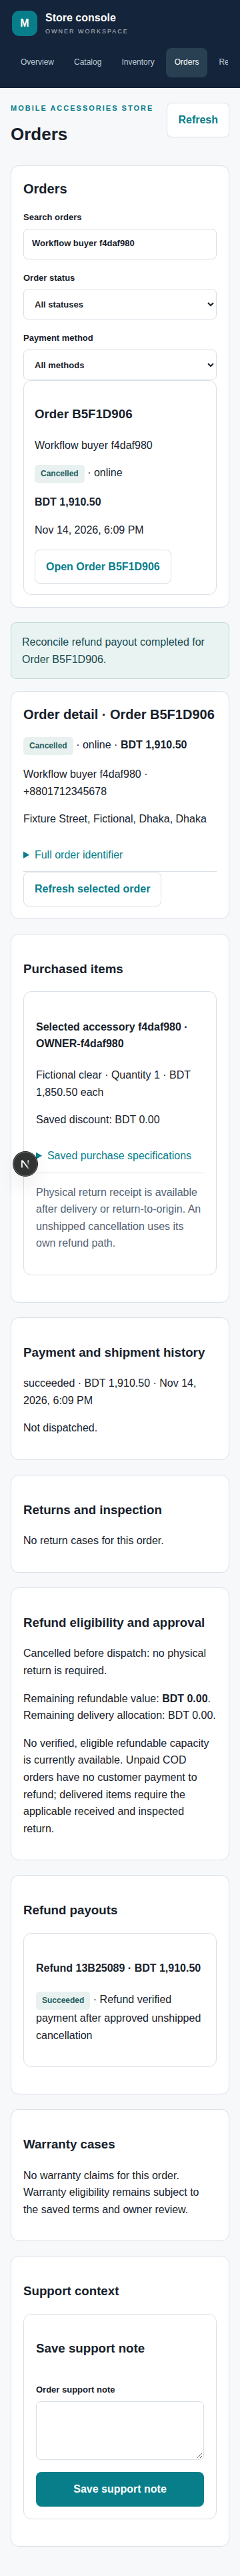 M
Store console
OWNER WORKSPACE
Overview Catalog Inventory Orders Re
MOBILE ACCESSORIES STORE
Orders
Refresh
Orders
Search orders
Workflow buyer f4daf980
Order status
All statuses
Payment method
All methods
Order B5F1D906
Workflow buyer f4daf980
Cancelled · online
BDT 1,910.50
Nov 14, 2026, 6:09 PM
Open Order B5F1D906
Reconcile refund payout completed for
Order B5F1D906.
Order detail · Order B5F1D906
Cancelled · online · BDT 1,910.50
Workflow buyer f4daf980 ·
+8801712345678
Fixture Street, Fictional, Dhaka, Dhaka
Full order identifier
Refresh selected order
Purchased items
Selected accessory f4daf980 ·
OWNER-f4daf980
Fictional clear · Quantity 1 · BDT
1,850.50 each
Saved discount: BDT 0.00
Saved purchase specifications
N
Physical return receipt is available
after delivery or return-to-origin. An
unshipped cancellation uses its
own refund path.
Payment and shipment history
succeeded · BDT 1,910.50 · Nov 14,
2026, 6:09 PM
Not dispatched.
Returns and inspection
No return cases for this order.
Refund eligibility and approval
Cancelled before dispatch: no physical
return is required.
Remaining refundable value: BDT 0.00.
Remaining delivery allocation: BDT 0.00.
No verified, eligible refundable capacity
is currently available. Unpaid COD
orders have no customer payment to
refund; delivered items require the
applicable received and inspected
return.
Refund payouts
Refund 13B25089 · BDT 1,910.50
Succeeded · Refund verified
payment after approved unshipped
cancellation
Warranty cases
No warranty claims for this order.
Warranty eligibility remains subject to
the saved terms and owner review.
Support context
Save support note
Order support note
Save support note